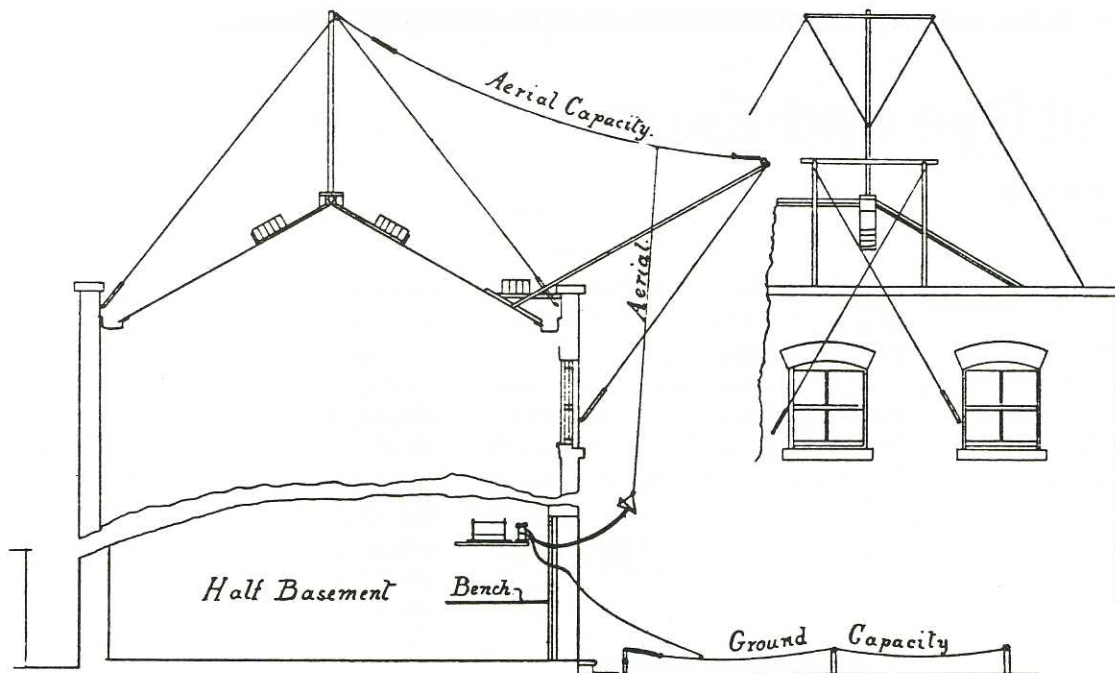 Aerial Capacity.
Aerial.
Half Basement
Bench
Ground Capacity